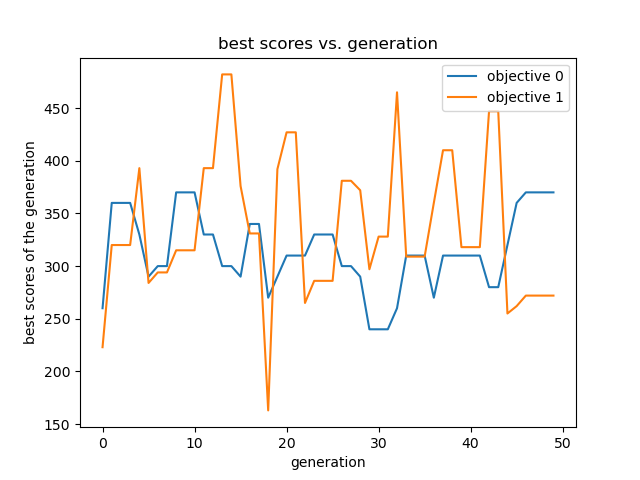 best scores vs. generation
objective 0
objective 1
best scores of the generation
450
400
350
300
250
200
150
0 10 20 30 40 50
generation